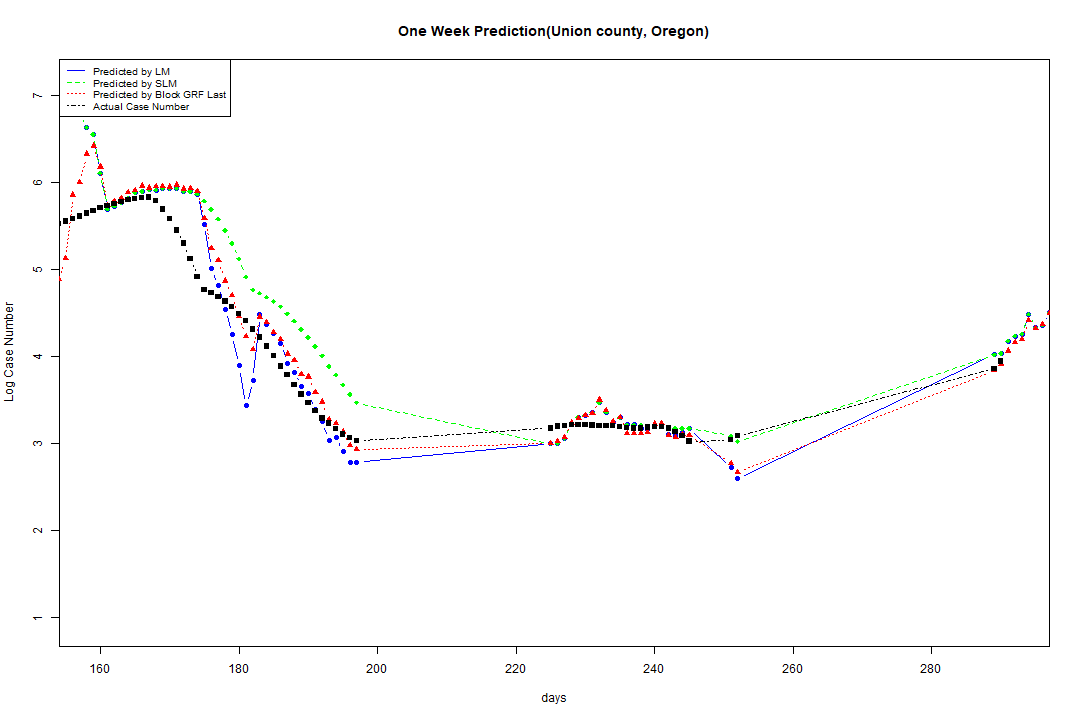 One Week Prediction(Union county, Oregon)
Predicted by LM
Predicted by SLM
Predicted by Block GRF Last
Actual Case Number
7
6
5
4
3
2
1
Log Case Number
160 180 200 220 240 260 280
days